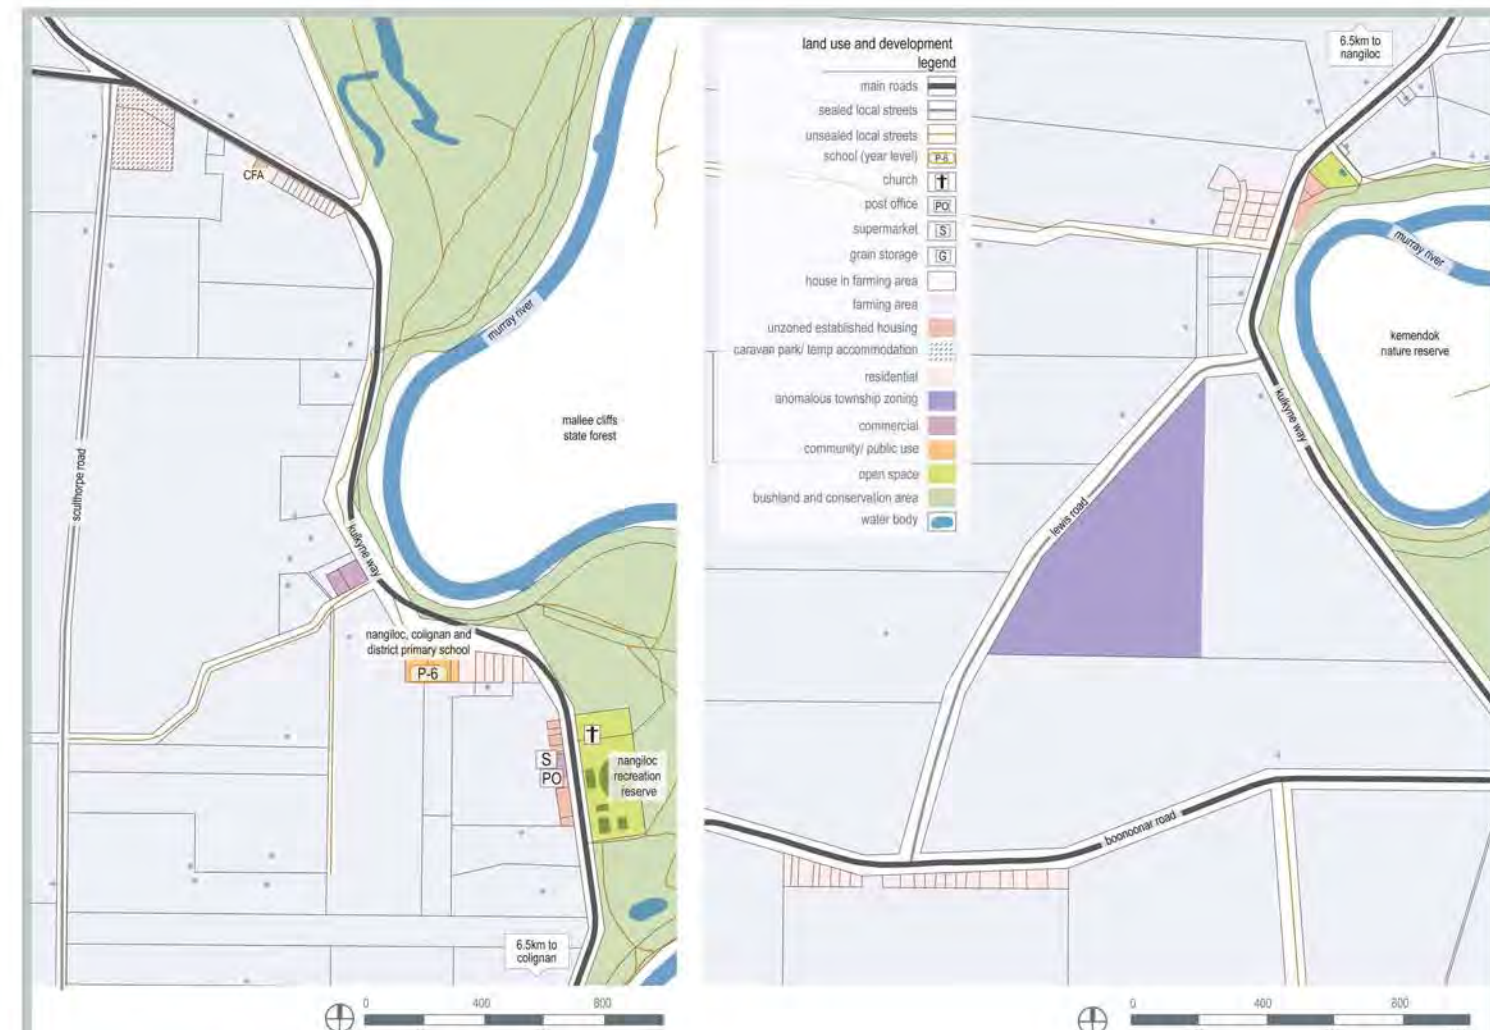 CFA
murray river
mallee cliffs
state forest
sculthorpe road
kulkyne way
nangiloc, colignan and
district primary school
P-6
S
PO
nangiloc
recreation
reserve
6.5km to
colignan
0 400 800
land use and development
legend
main roads
sealed local streets
unsealed local streets
school (year level) P-6
church
post office PO
supermarket S
grain storage G
house in farming area
farming area
unzoned established housing
caravan park/ temp accommodation
residential
anomalous township zoning
commercial
community/ public use
open space
bushland and conservation area
water body
6.5km to
nangiloc
murray river
kemendok
nature reserve
kulkyne way
lewis road
boonoonar road
0 400 800